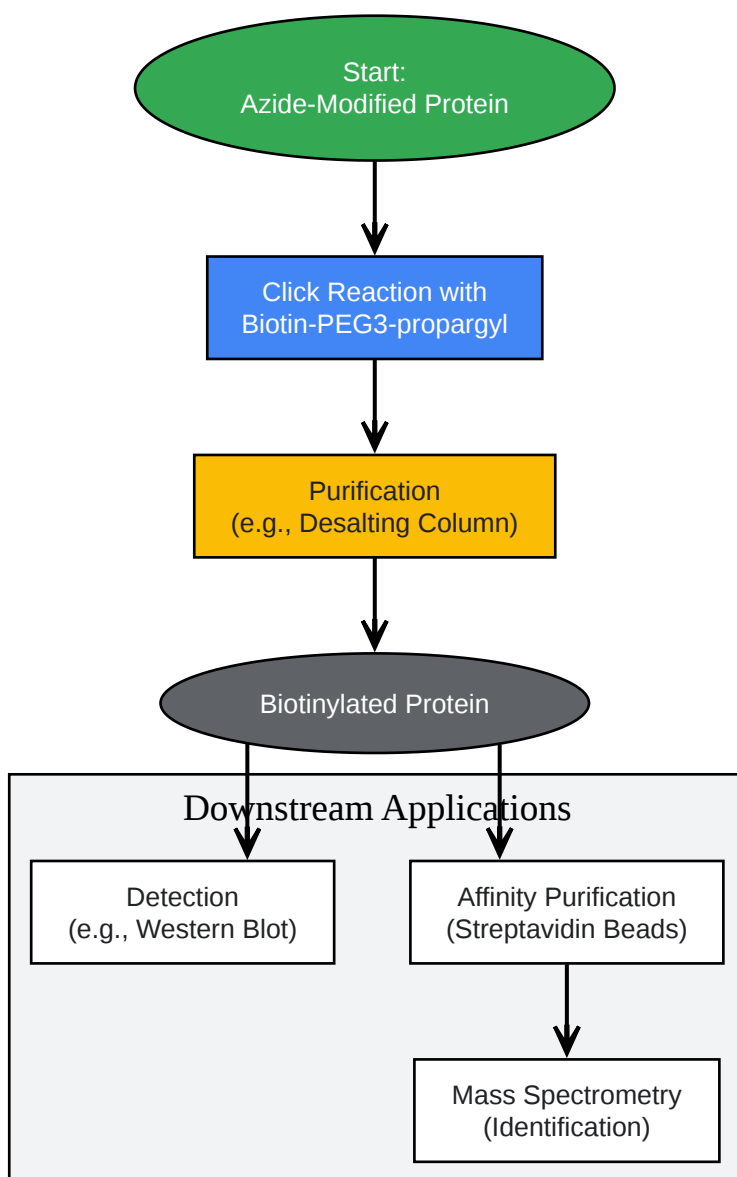 Start:
Azide-Modified Protein
Click Reaction with
Biotin-PEG3-propargyl
Purification
(e.g., Desalting Column)
Biotinylated Protein
Downstream Applications
Detection
(e.g., Western Blot)
Affinity Purification
(Streptavidin Beads)
Mass Spectrometry
(Identification)